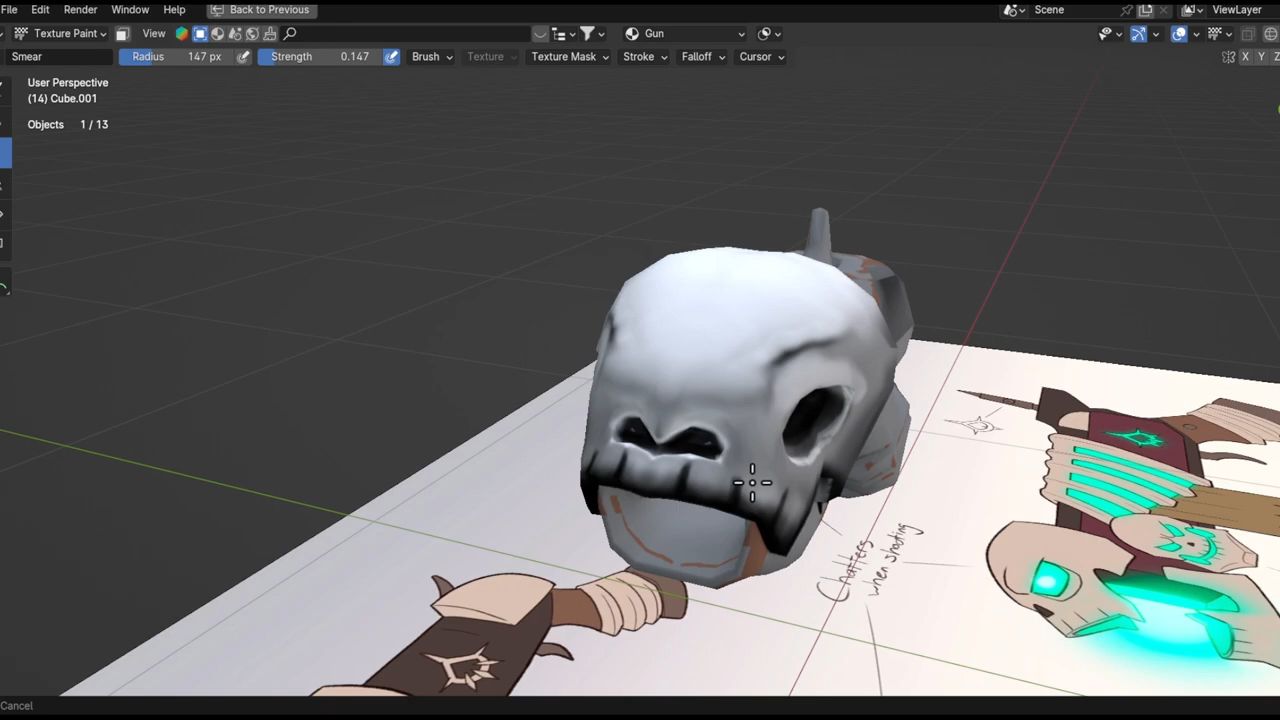 File Edit Render Window Help Back to Previous Scene ViewLayer
Texture Paint View Gun
Smear Radius 147 px Strength 0.147 Brush Texture Texture Mask Stroke Falloff Cursor X Y Z
User Perspective
(14) Cube.001
Objects 1 / 13
Chatters
when shooting
Cancel